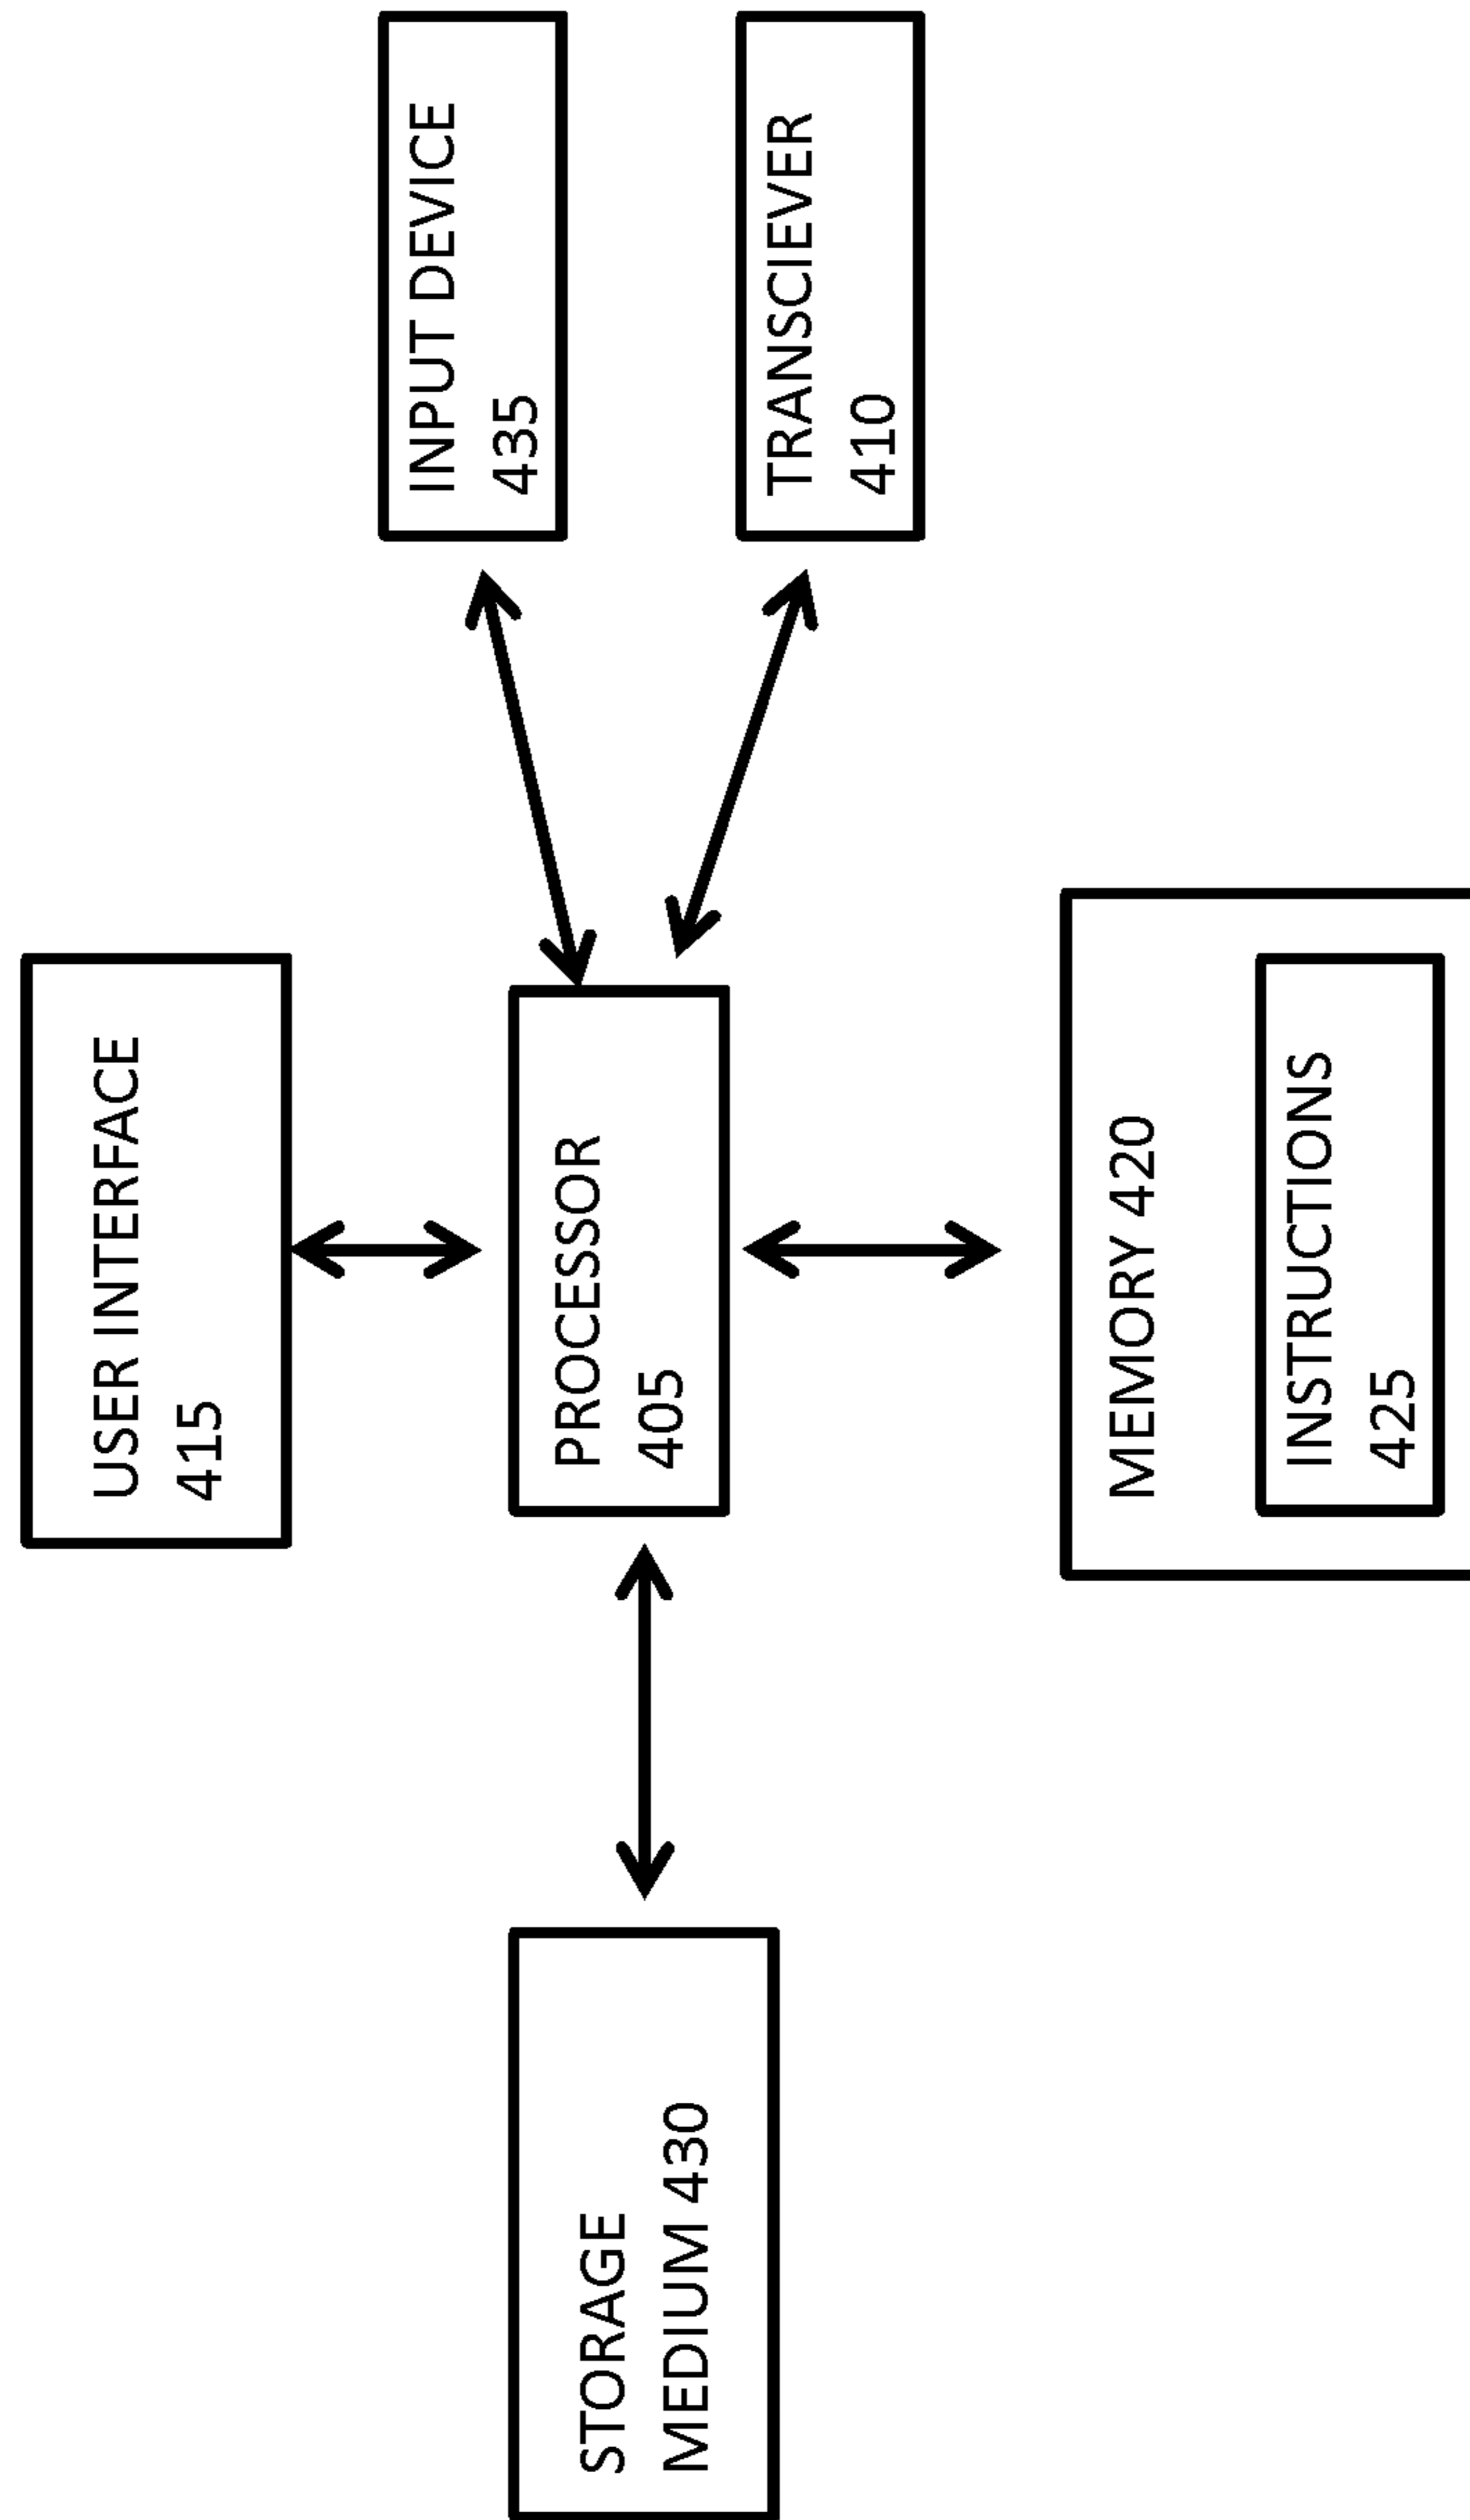 USER INTERFACE
415
STORAGE
MEDIUM 430
PROCESSOR
405
INPUT DEVICE
435
TRANSCIEVER
410
MEMORY 420
INSTRUCTIONS
425